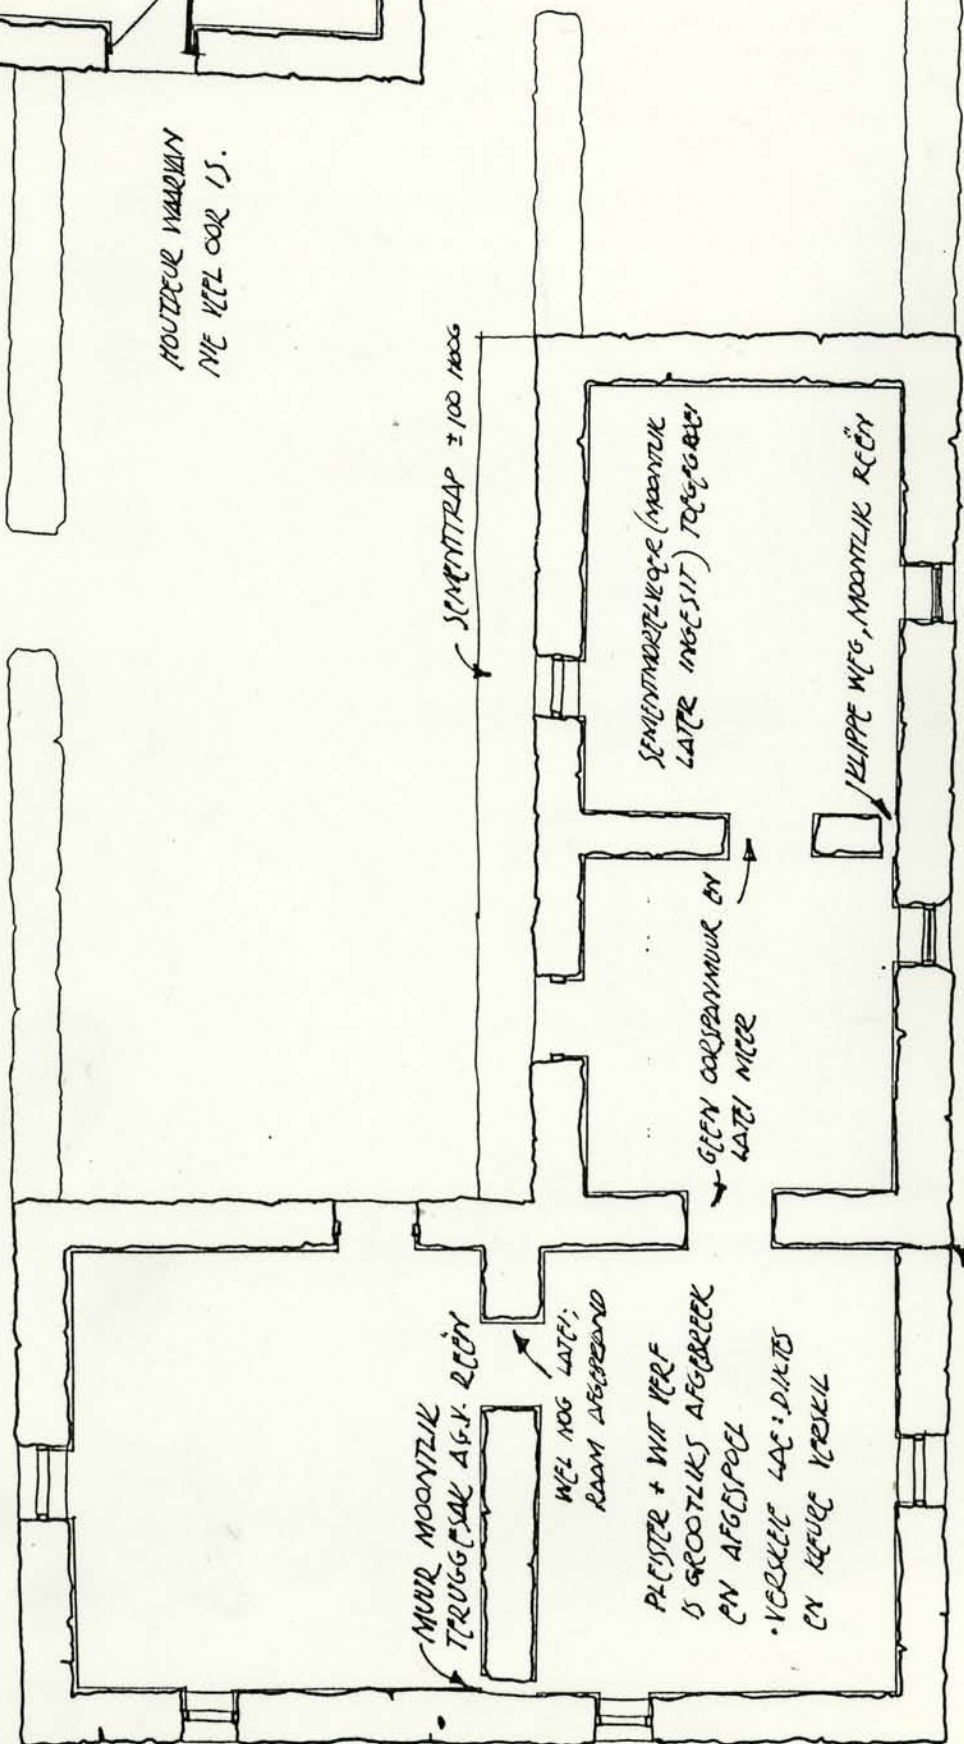 HOUTDEUR WAARVAN
NIE VEEL OOR IS.
SEMENTTRAP ± 100 HOOG
SEMENTMORTELVLOER (MOONTLIK
LATER INGESIT) TOEGEGROEI
KLIPPE WEG, MOONTLIK REËN
GEEN OORSPANMUUR EN
LATEI MEER
MUUR MOONTLIK
TERUGGESAK A.G.V. REËN
WEL NOG LATEI;
RAAM AFGEBRAND
PLEISTER + WIT VERF
IS GROOTLIKS AFGEBREEK
EN AFGESPOEL
• VERSKEIE LAE: DIKTES
EN KLEURE VERSKIL